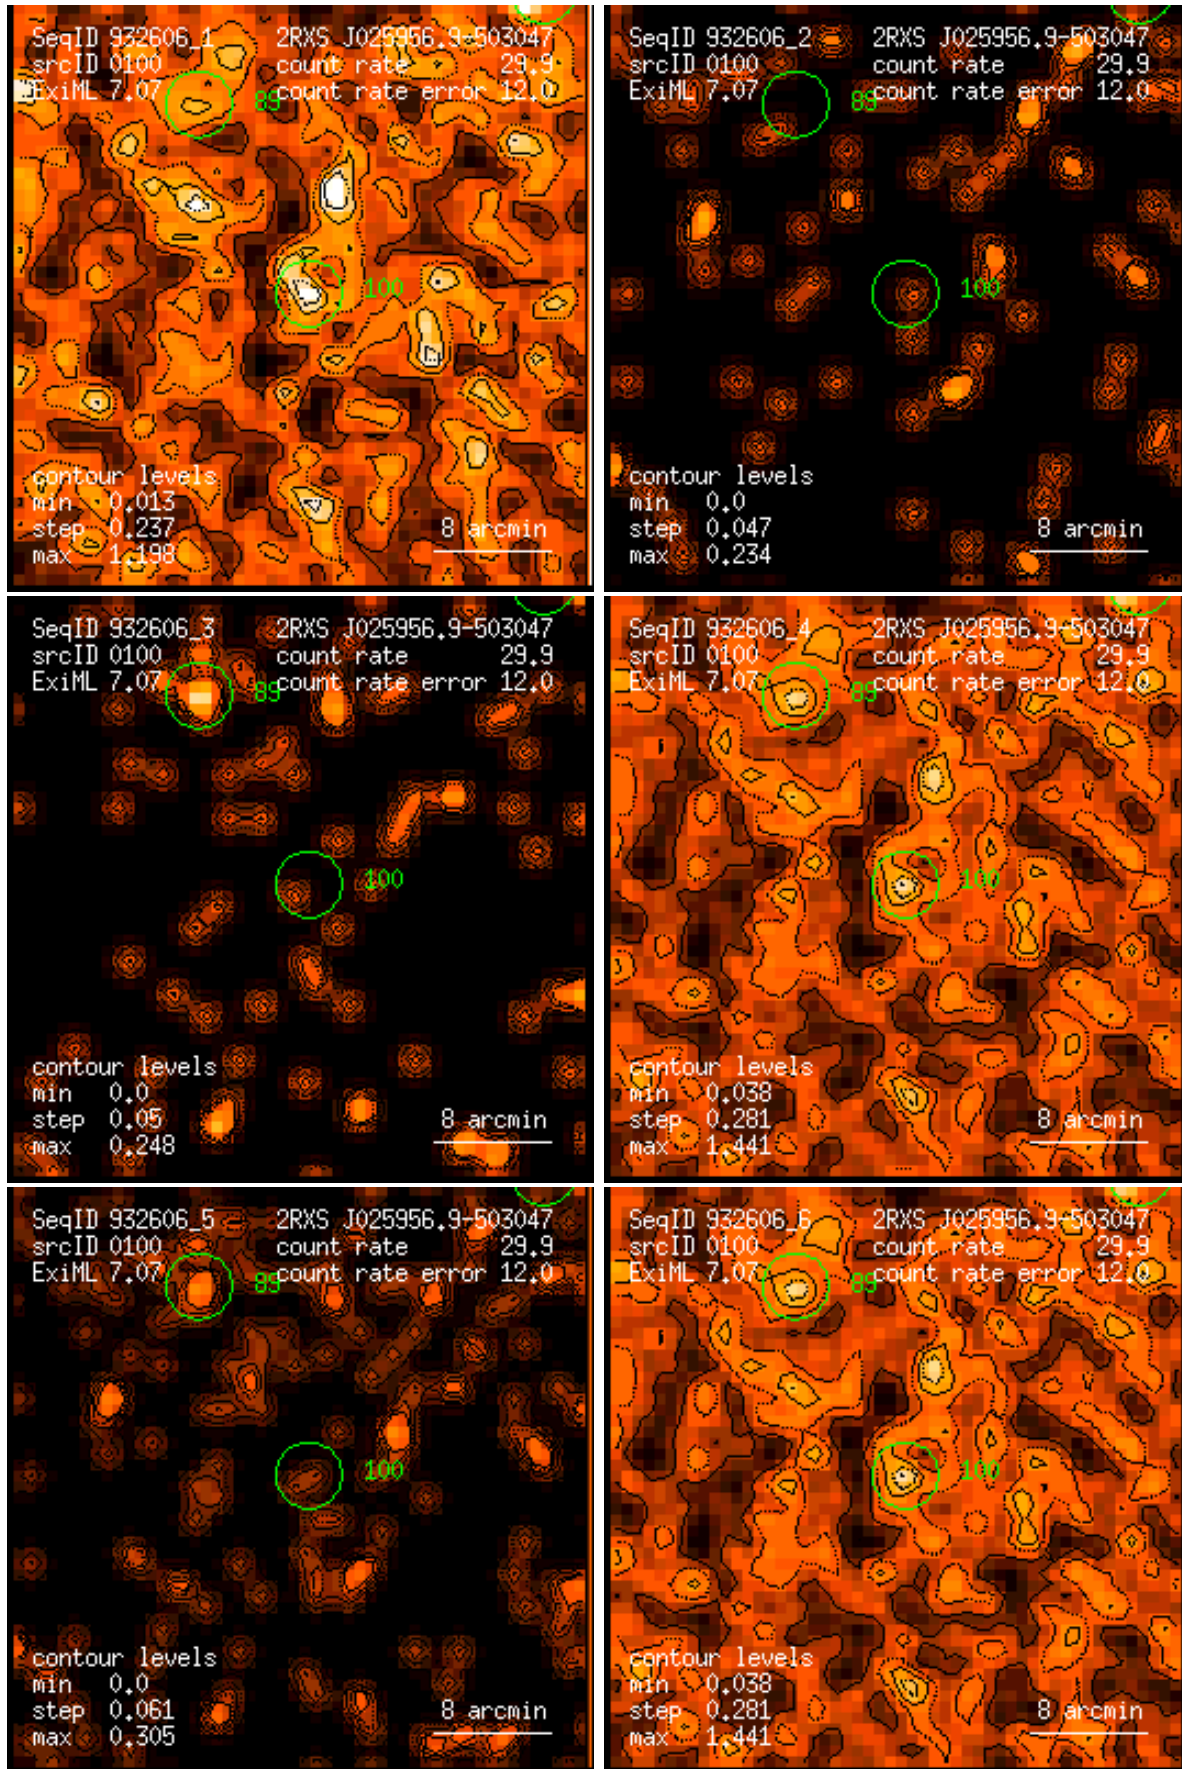 SeqID 932606_1 2RXS J025956.9-503047
srcID 0100 count rate 29.9
ExiML 7.07 89 count rate error 12.0
100
contour levels
min 0.013
step 0.237 8 arcmin
max 1.198
SeqID 932606_2 2RXS J025956.9-503047
srcID 0100 count rate 29.9
ExiML 7.07 89 count rate error 12.0
100
contour levels
min 0.0
step 0.047 8 arcmin
max 0.234
SeqID 932606_3 2RXS J025956.9-503047
srcID 0100 count rate 29.9
ExiML 7.07 89 count rate error 12.0
100
contour levels
min 0.0
step 0.05 8 arcmin
max 0.248
SeqID 932606_4 2RXS J025956.9-503047
srcID 0100 count rate 29.9
ExiML 7.07 89 count rate error 12.0
100
contour levels
min 0.038
step 0.281 8 arcmin
max 1.441
SeqID 932606_5 2RXS J025956.9-503047
srcID 0100 count rate 29.9
ExiML 7.07 89 count rate error 12.0
100
contour levels
min 0.0
step 0.061 8 arcmin
max 0.305
SeqID 932606_6 2RXS J025956.9-503047
srcID 0100 count rate 29.9
ExiML 7.07 89 count rate error 12.0
100
contour levels
min 0.038
step 0.281 8 arcmin
max 1.441